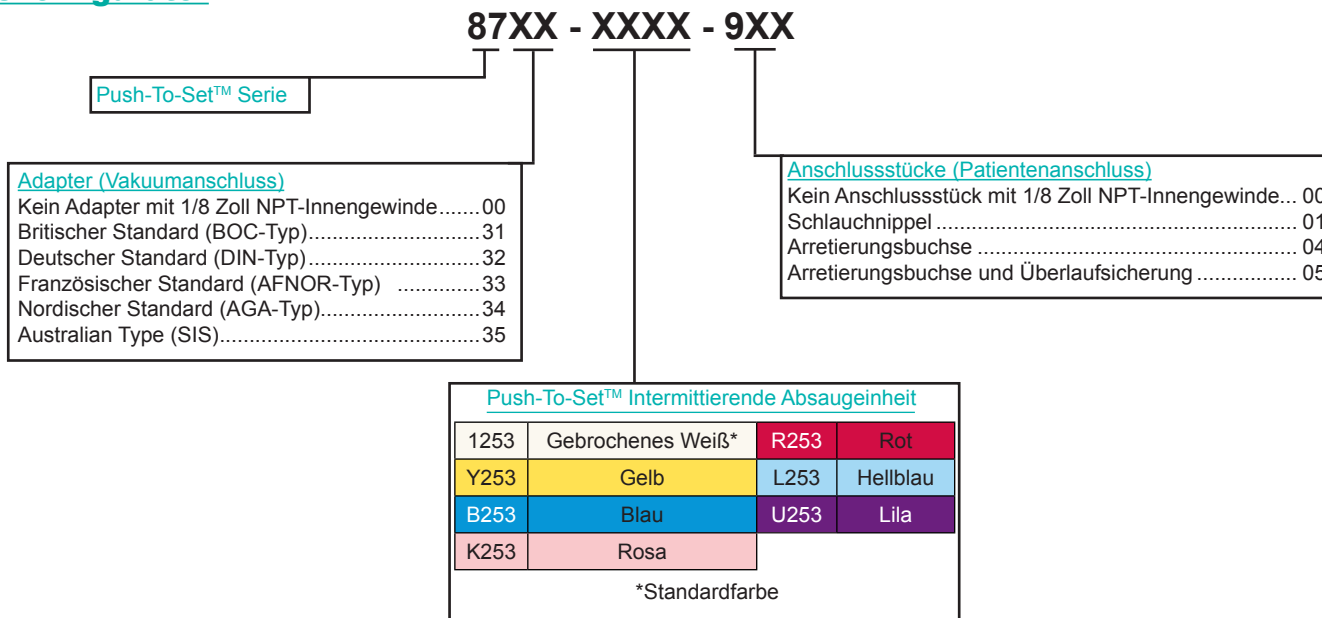 87XX - XXXX - 9XX
Push-To-Set™ Serie
Adapter (Vakuumanschluss)
Kein Adapter mit 1/8 Zoll NPT-Innengewinde.......00
Britischer Standard (BOC-Typ)..............................31
Deutscher Standard (DIN-Typ)..............................32
Französischer Standard (AFNOR-Typ) ..............33
Nordischer Standard (AGA-Typ)............................34
Australian Type (SIS).............................................35
Anschlussstücke (Patientenanschluss)
Kein Anschlussstück mit 1/8 Zoll NPT-Innengewinde... 00
Schlauchnippel ................................................................ 01
Arretierungsbuchse ......................................................... 04
Arretierungsbuchse und Überlaufsicherung ................. 05
Push-To-Set™ Intermittierende Absaugeinheit
1253 Gebrochenes Weiß* R253 Rot
Y253 Gelb L253 Hellblau
B253 Blau U253 Lila
K253 Rosa
*Standardfarbe